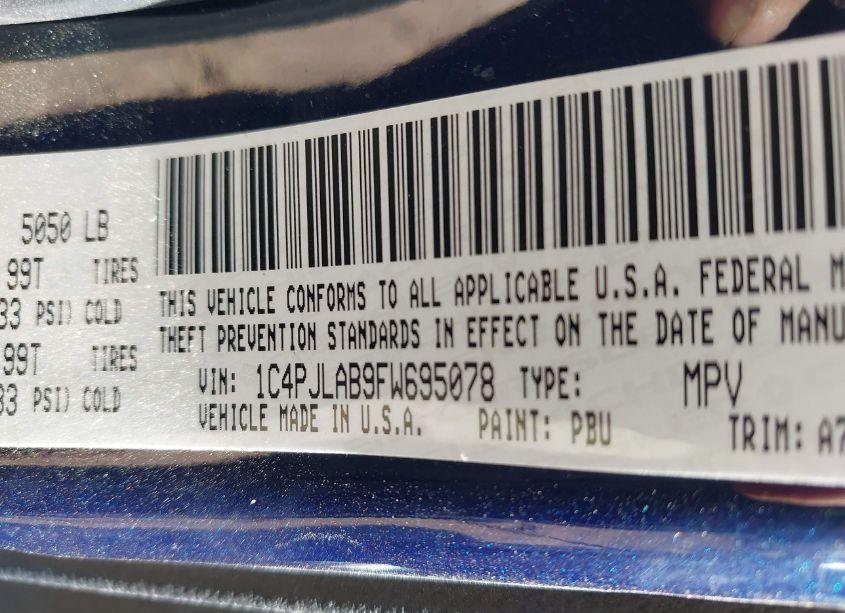 5050 LB
99T TIRES
33 PSI) COLD
99T TIRES
33 PSI) COLD
THIS VEHICLE CONFORMS TO ALL APPLICABLE U.S.A. FEDERAL M
THEFT PREVENTION STANDARDS IN EFFECT ON THE DATE OF MANU
VIN: 1C4PJLAB9FW695078 TYPE: MPV
VEHICLE MADE IN U.S.A. PAINT: PBU TRIM: A7